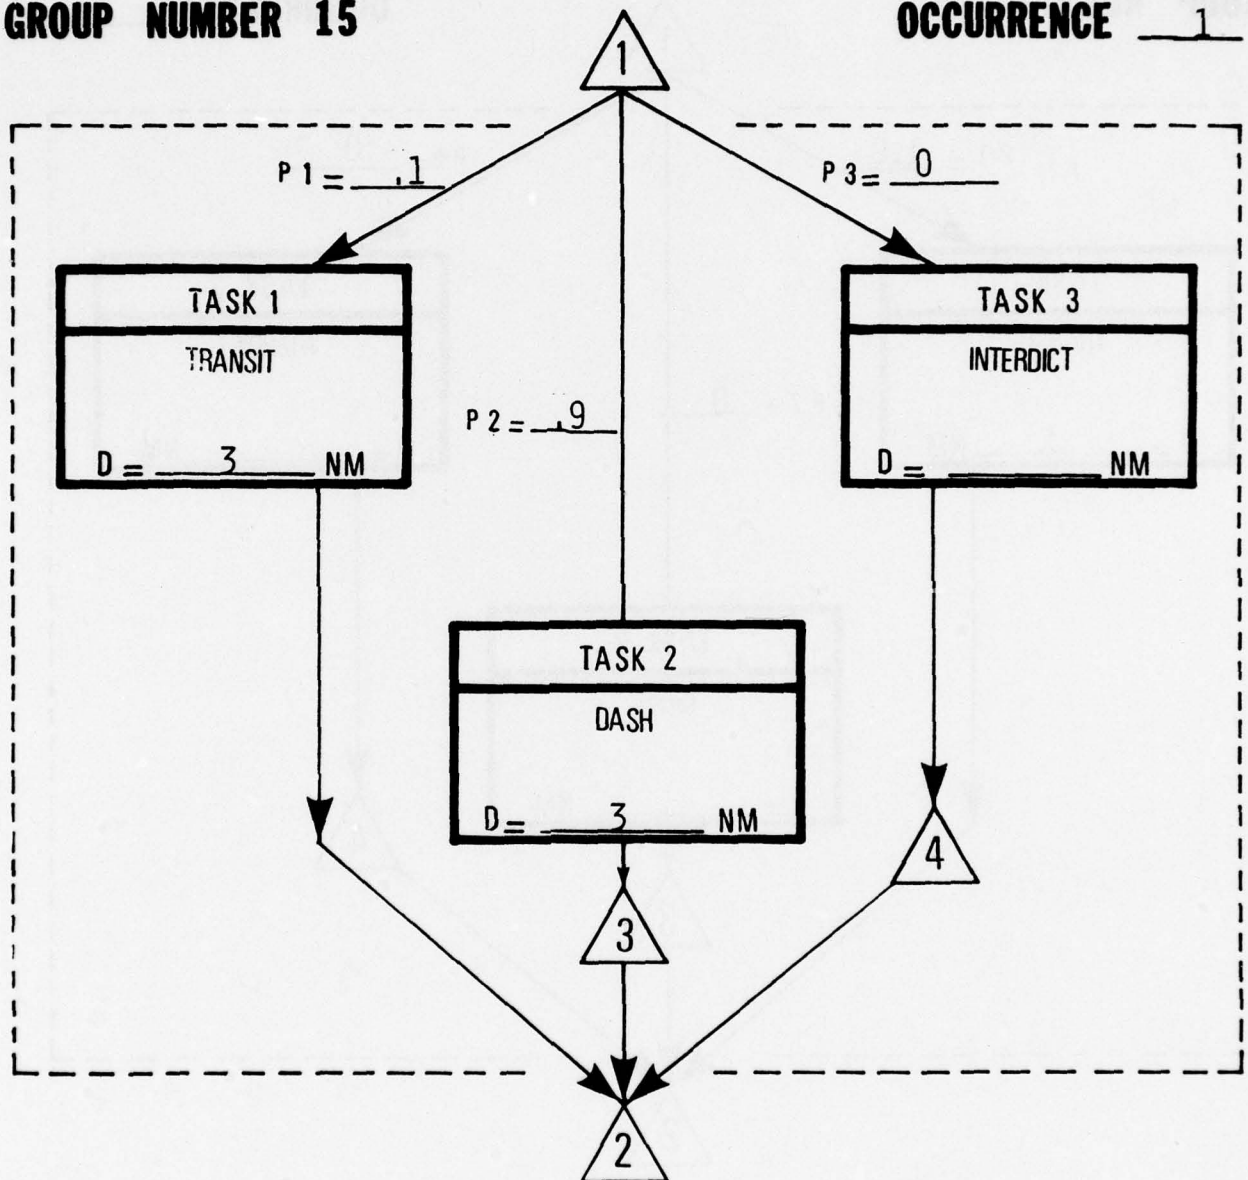 GROUP NUMBER 15
OCCURRENCE 1
1
P1= .1
P3= 0
TASK 1
TRANSIT
D= 3 NM
TASK 3
INTERDICT
D= ____ NM
P2= .9
TASK 2
DASH
D= 3 NM
4
3
2